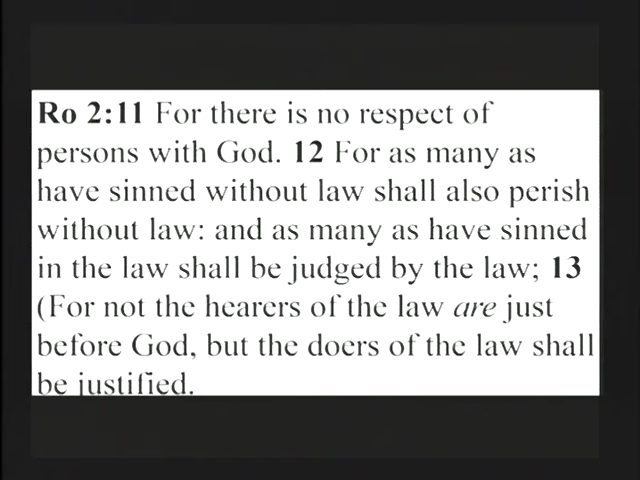 Ro 2:11 For there is no respect of
persons with God. 12 For as many as
have sinned without law shall also perish
without law: and as many as have sinned
in the law shall be judged by the law; 13
(For not the hearers of the law are just
before God, but the doers of the law shall
be justified.